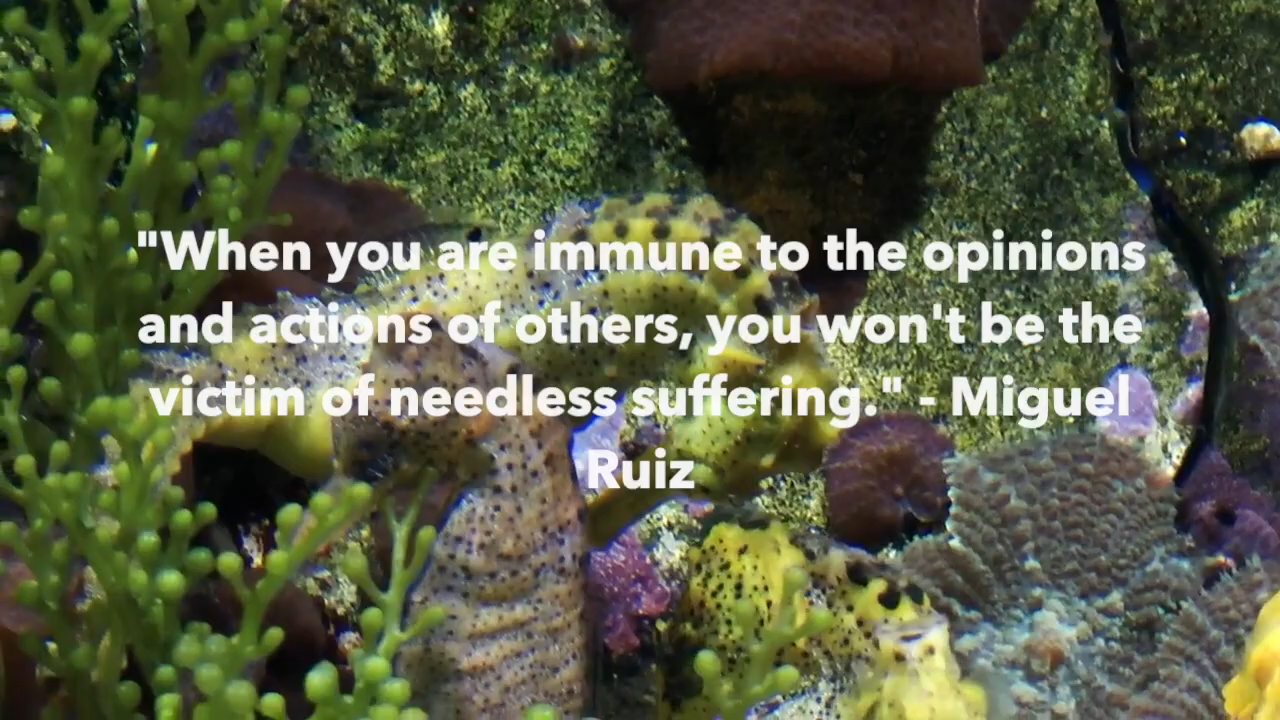 "When you are immune to the opinions
and actions of others, you won't be the
victim of needless suffering." - Miguel
Ruiz